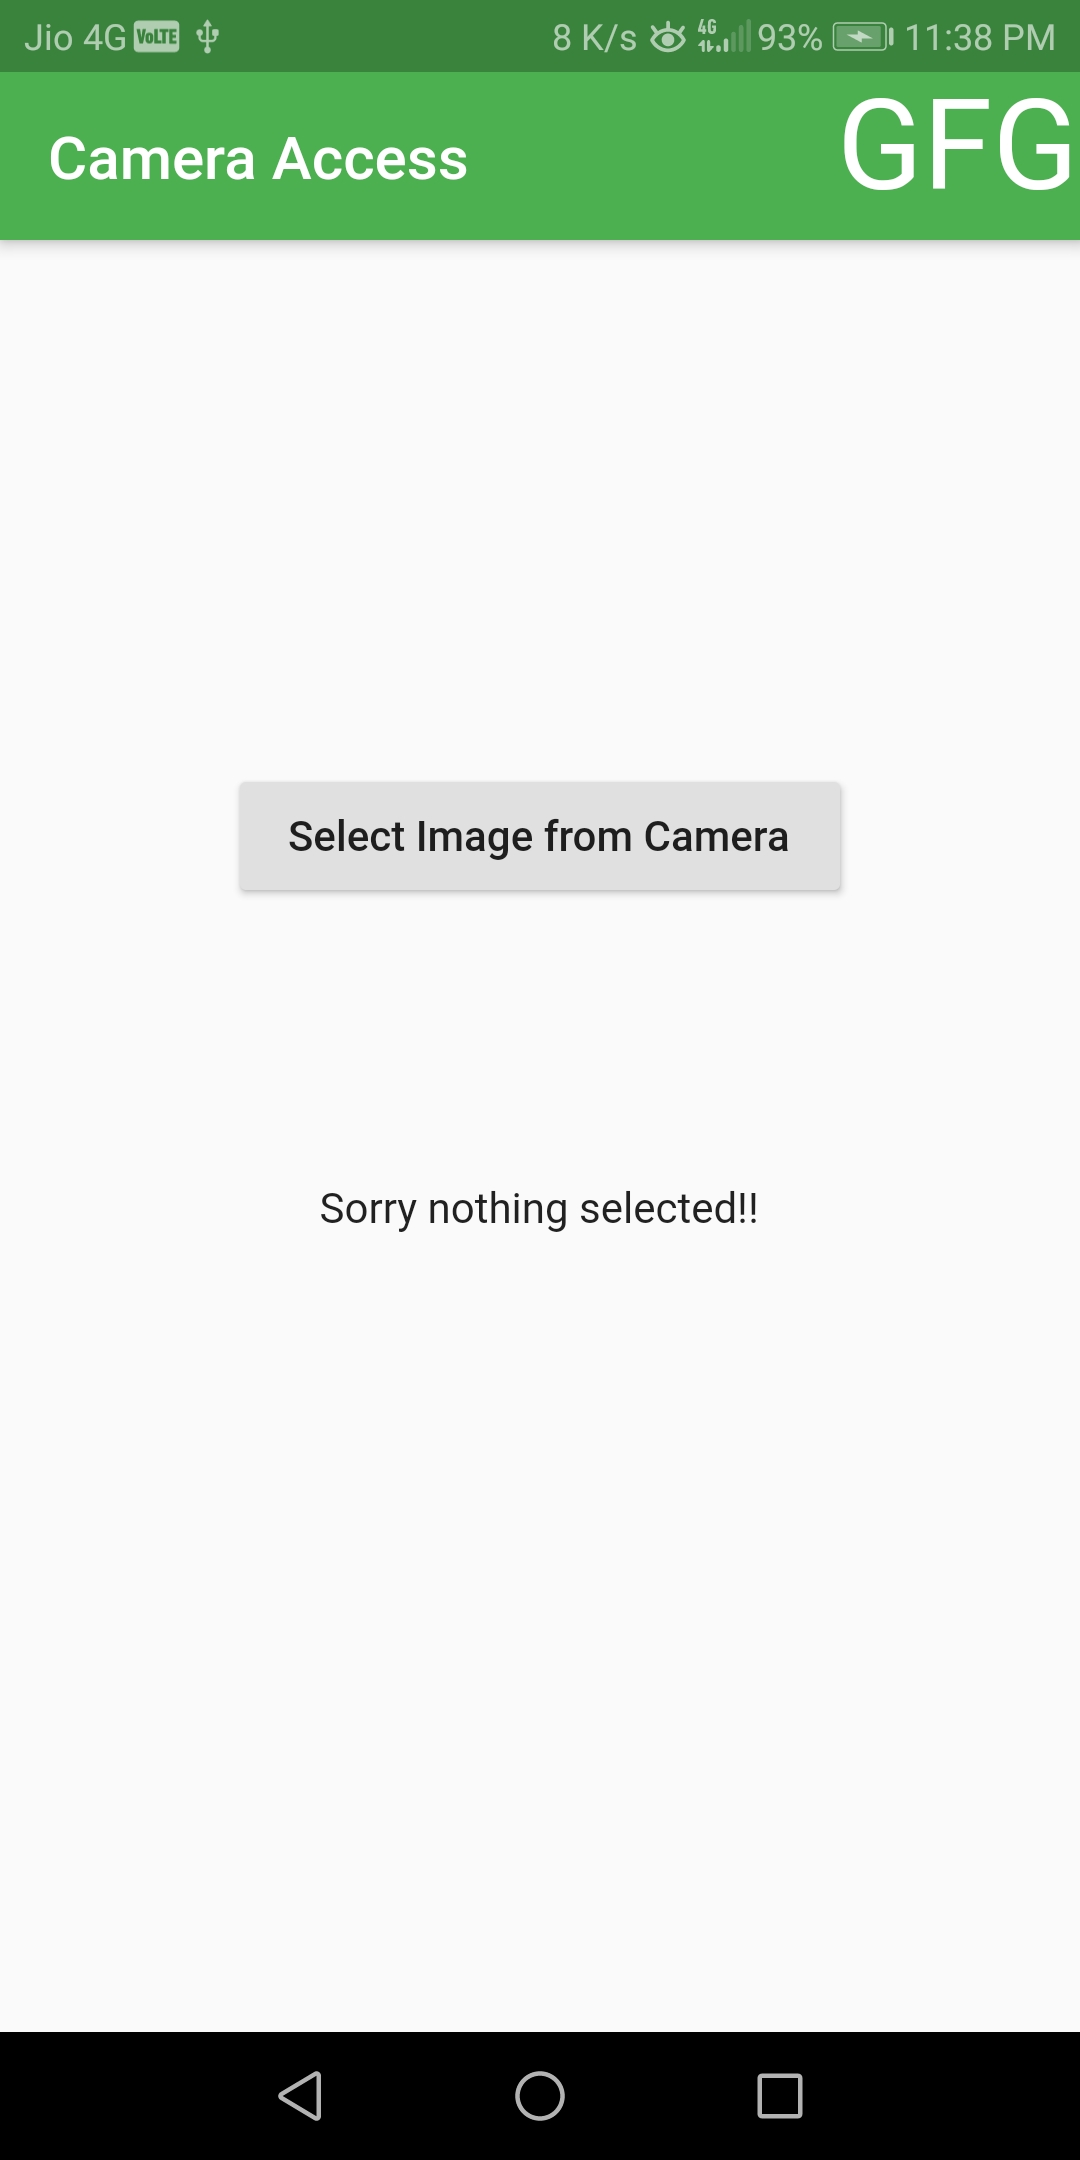 Jio 4G VoLTE 8 K/s 4G 93% 11:38 PM
Camera Access GFG
Select Image from Camera
Sorry nothing selected!!